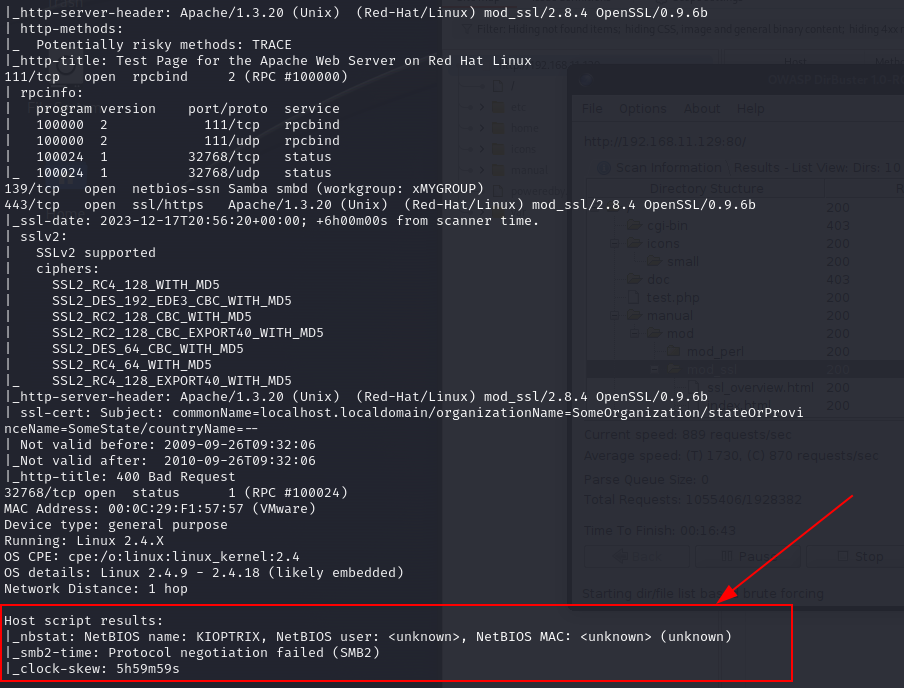 |_http-server-header: Apache/1.3.20 (Unix)  (Red-Hat/Linux) mod_ssl/2.8.4 OpenSSL/0.9.6b
| http-methods:
|_  Potentially risky methods: TRACE
|_http-title: Test Page for the Apache Web Server on Red Hat Linux
111/tcp   open  rpcbind     2 (RPC #100000)
| rpcinfo:
|   program version    port/proto  service
|   100000  2            111/tcp   rpcbind
|   100000  2            111/udp   rpcbind
|   100024  1          32768/tcp   status
|_  100024  1          32768/udp   status
139/tcp   open  netbios-ssn Samba smbd (workgroup: xMYGROUP)
443/tcp   open  ssl/https   Apache/1.3.20 (Unix)  (Red-Hat/Linux) mod_ssl/2.8.4 OpenSSL/0.9.6b
|_ssl-date: 2023-12-17T20:56:20+00:00; +6h00m00s from scanner time.
| sslv2:
|   SSLv2 supported
|   ciphers:
|     SSL2_RC4_128_WITH_MD5
|     SSL2_DES_192_EDE3_CBC_WITH_MD5
|     SSL2_RC2_128_CBC_WITH_MD5
|     SSL2_RC2_128_CBC_EXPORT40_WITH_MD5
|     SSL2_DES_64_CBC_WITH_MD5
|     SSL2_RC4_64_WITH_MD5
|_    SSL2_RC4_128_EXPORT40_WITH_MD5
|_http-server-header: Apache/1.3.20 (Unix)  (Red-Hat/Linux) mod_ssl/2.8.4 OpenSSL/0.9.6b
| ssl-cert: Subject: commonName=localhost.localdomain/organizationName=SomeOrganization/stateOrProvi
nceName=SomeState/countryName=--
| Not valid before: 2009-09-26T09:32:06
|_Not valid after:  2010-09-26T09:32:06
|_http-title: 400 Bad Request
32768/tcp open  status      1 (RPC #100024)
MAC Address: 00:0C:29:F1:57:57 (VMware)
Device type: general purpose
Running: Linux 2.4.X
OS CPE: cpe:/o:linux:linux_kernel:2.4
OS details: Linux 2.4.9 - 2.4.18 (likely embedded)
Network Distance: 1 hop
Host script results:
|_nbstat: NetBIOS name: KIOPTRIX, NetBIOS user: <unknown>, NetBIOS MAC: <unknown> (unknown)
|_smb2-time: Protocol negotiation failed (SMB2)
|_clock-skew: 5h59m59s
File Options About Help
http://192.168.11.129:80/
Scan Information \ Results - List View: Dirs:
Directory Stucture
200
cgi-bin 403
icons 200
small 200
doc 403
test.php 200
manual 200
mod 200
mod_perl 200
mod_ssl 200
ssl_overview.html 200
index.html 200
Current speed: 889 requests/sec
Average speed: (T) 1730, (C) 870 requests/sec
Parse Queue Size: 0
Total Requests: 1055406/1928382
Time To Finish: 00:16:43
Stop
Starting dir/file list based brute forcing